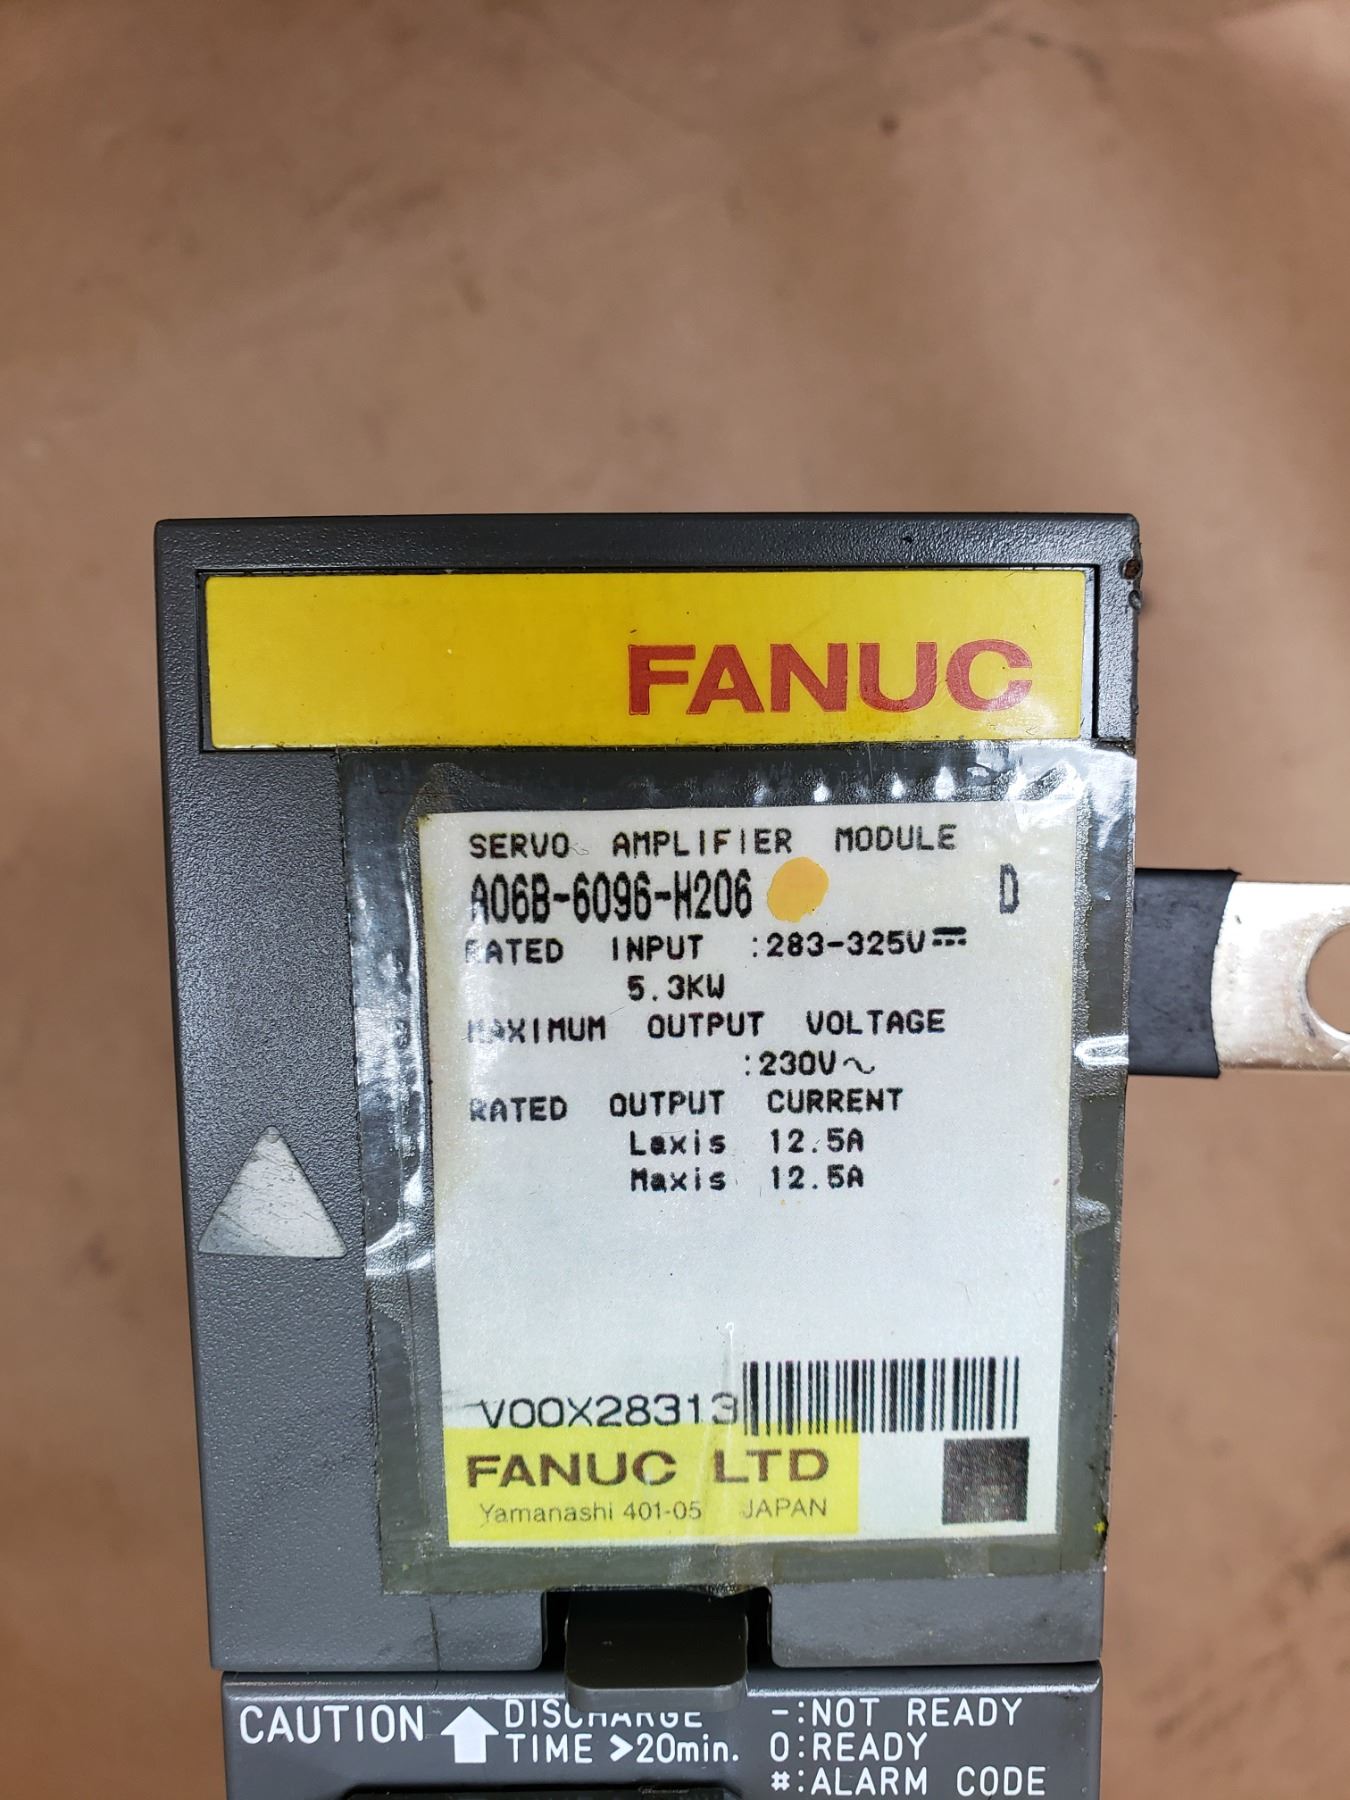 FANUC
SERVO AMPLIFIER MODULE
A06B-6096-H206 D
RATED INPUT :283-325V⎓
5.3KW
MAXIMUM OUTPUT VOLTAGE
:230V~
RATED OUTPUT CURRENT
Laxis 12.5A
Maxis 12.5A
V00X28313
FANUC LTD
Yamanashi 401-05 JAPAN
CAUTION DISCHARGE -:NOT READY
TIME >20min. 0:READY
#:ALARM CODE